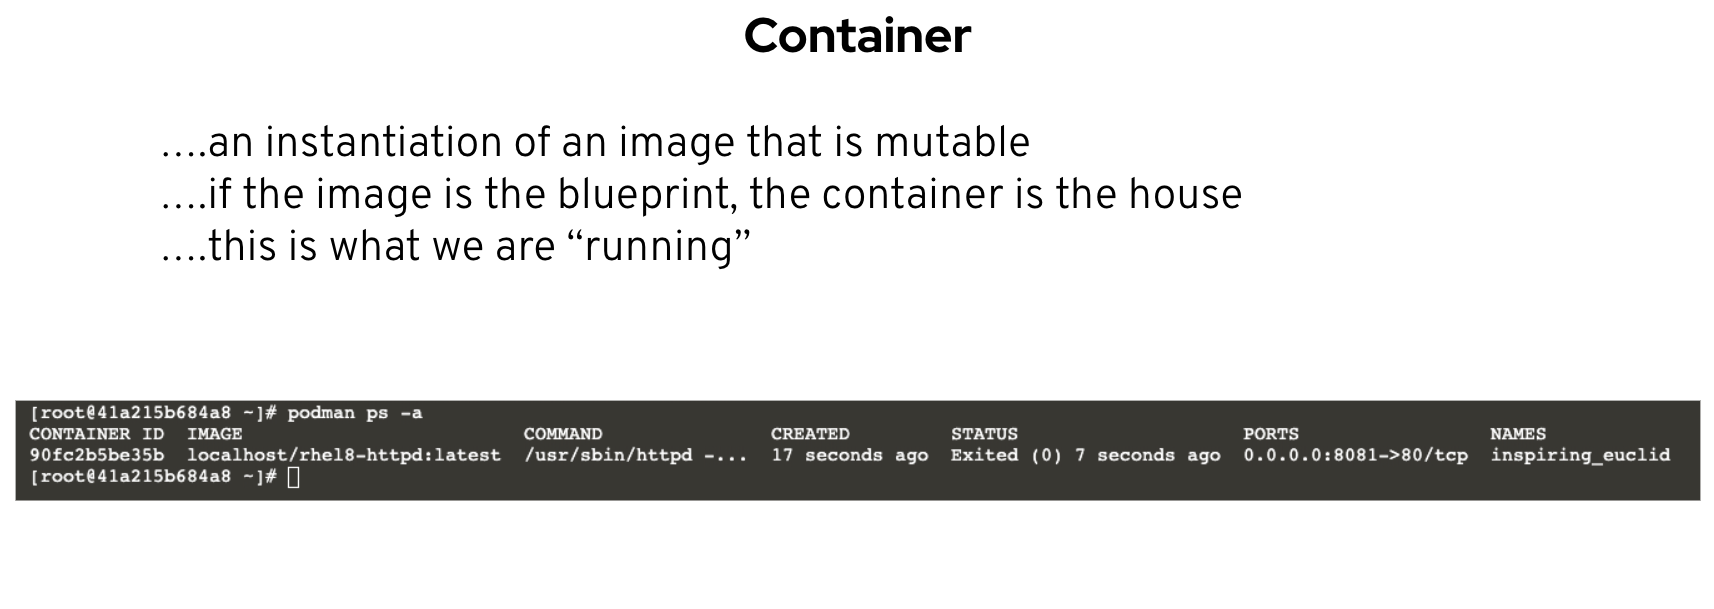 Container
....an instantiation of an image that is mutable
....if the image is the blueprint, the container is the house
....this is what we are “running”
[root@41a215b684a8 ~]# podman ps -a
CONTAINER ID  IMAGE                         COMMAND               CREATED         STATUS                    PORTS                 NAMES
90fc2b5be35b  localhost/rhel8-httpd:latest  /usr/sbin/httpd -...  17 seconds ago  Exited (0) 7 seconds ago  0.0.0.0:8081->80/tcp  inspiring_euclid
[root@41a215b684a8 ~]#